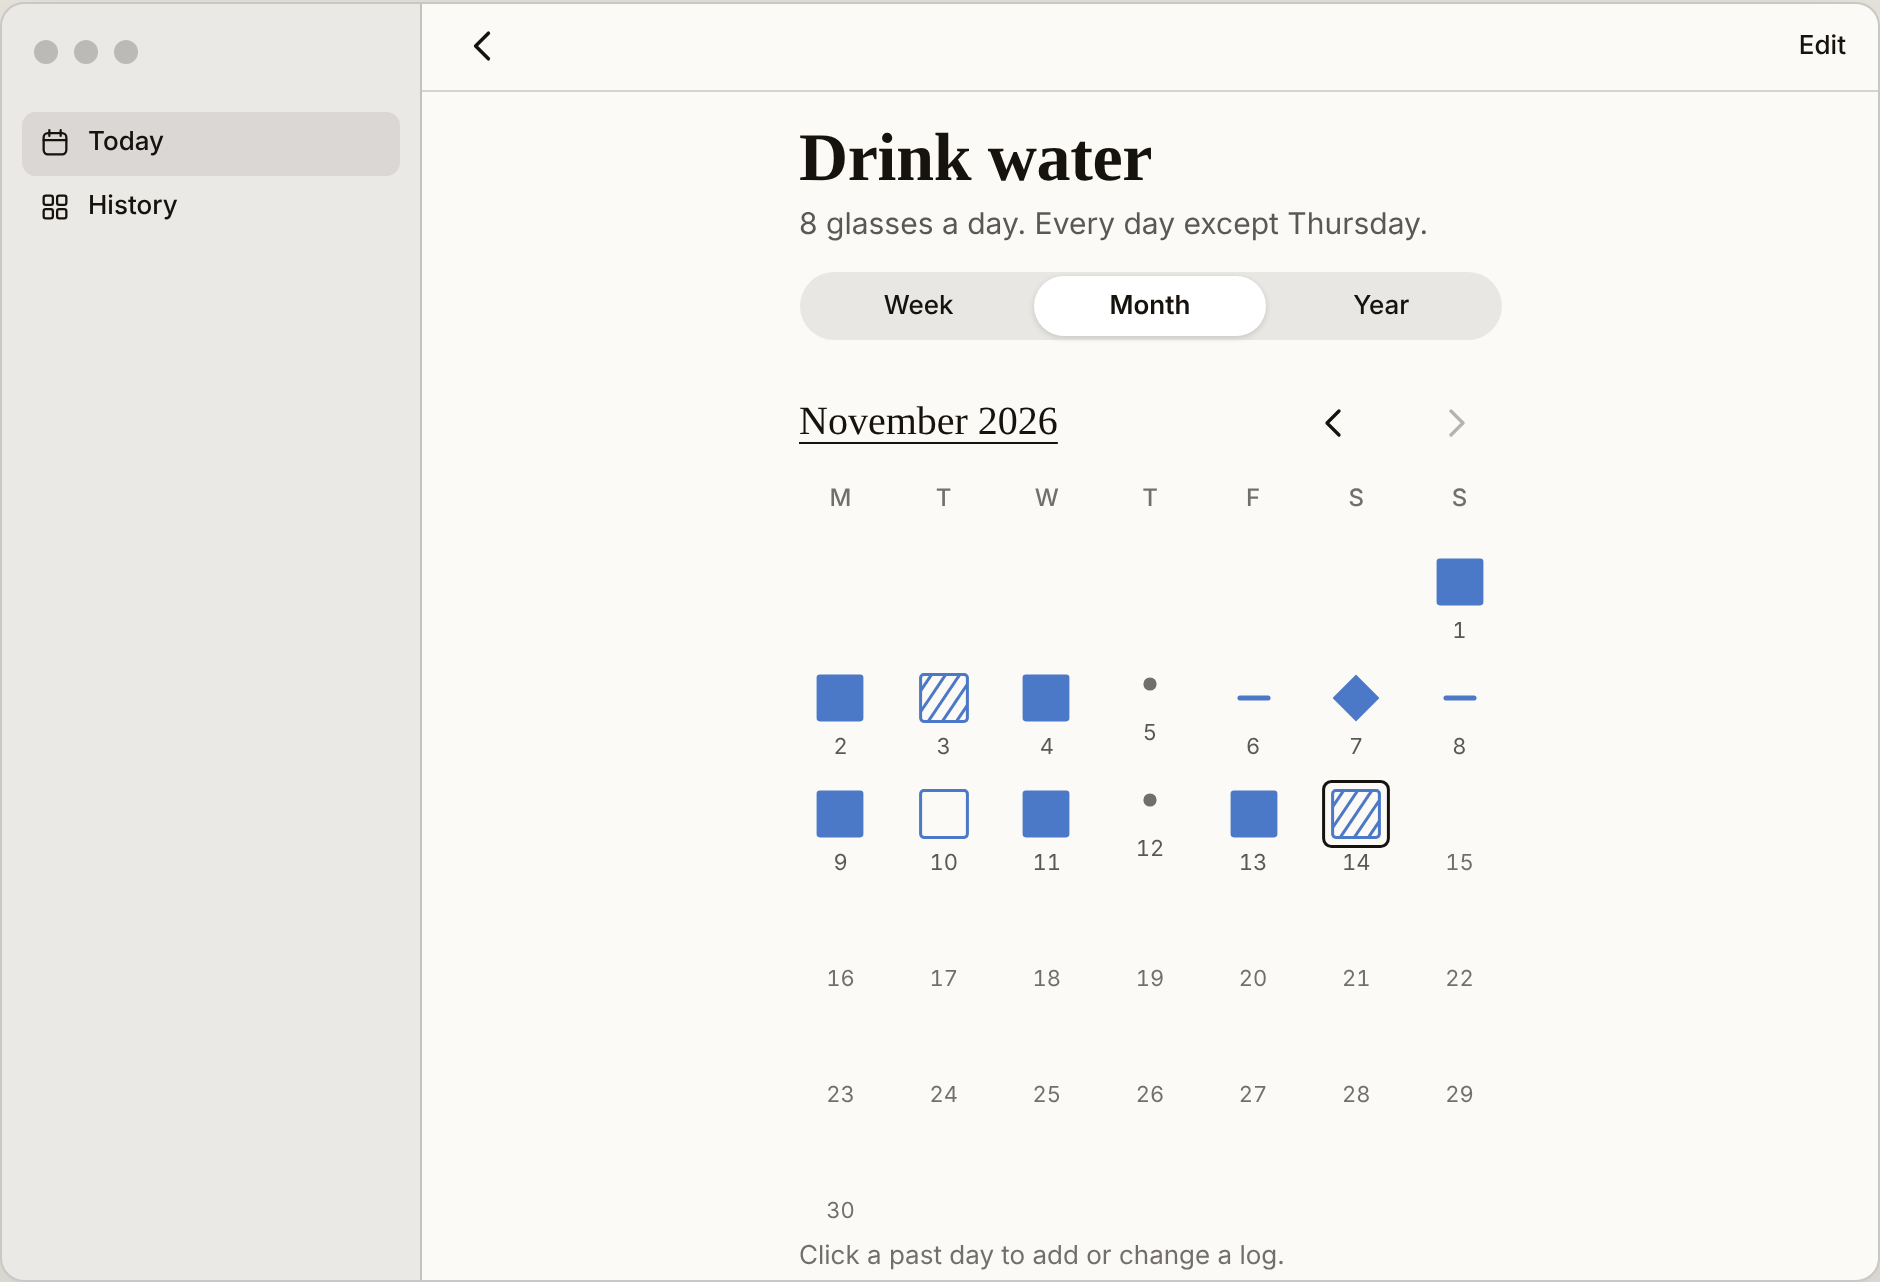 Edit
Today
History
Drink water
8 glasses a day. Every day except Thursday.
Week Month Year
November 2026
M T W T F S S
1
2 3 4 5 6 7 8
9 10 11 12 13 14 15
16 17 18 19 20 21 22
23 24 25 26 27 28 29
30
Click a past day to add or change a log.